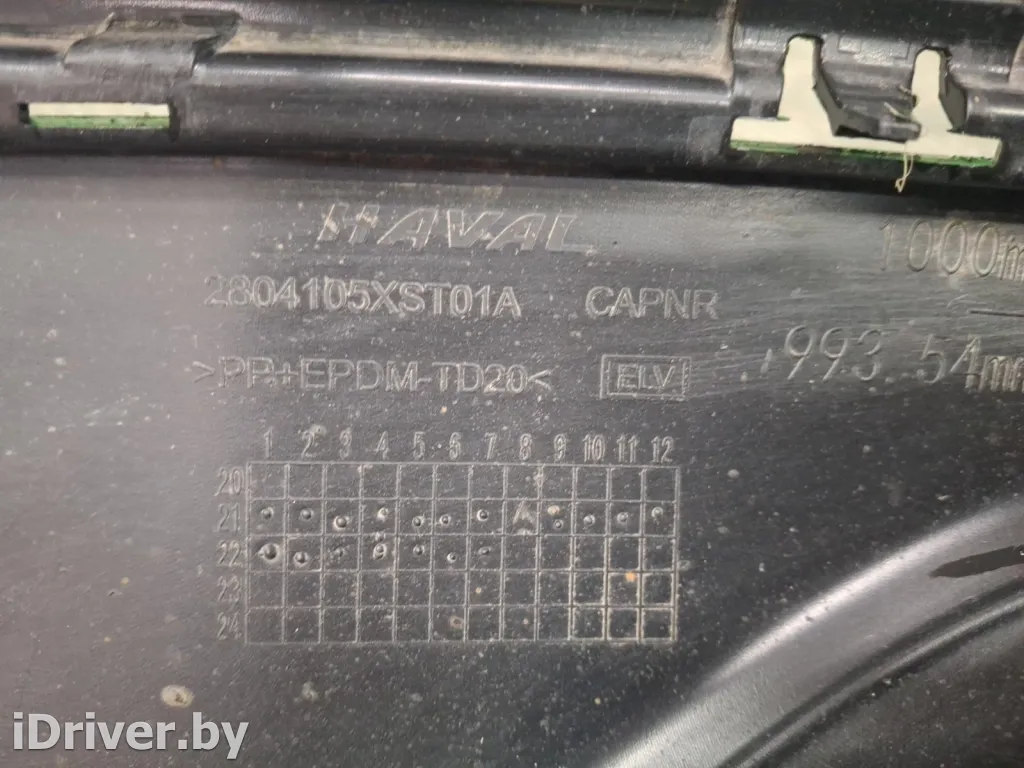 HAVAL
1000m
2804105XST01A CAPNR
>PP+EPDM-TD20< ELV
993.54mm
1 2 3 4 5 6 7 8 9 10 11 12
20
21
22
23
24
iDriver.by